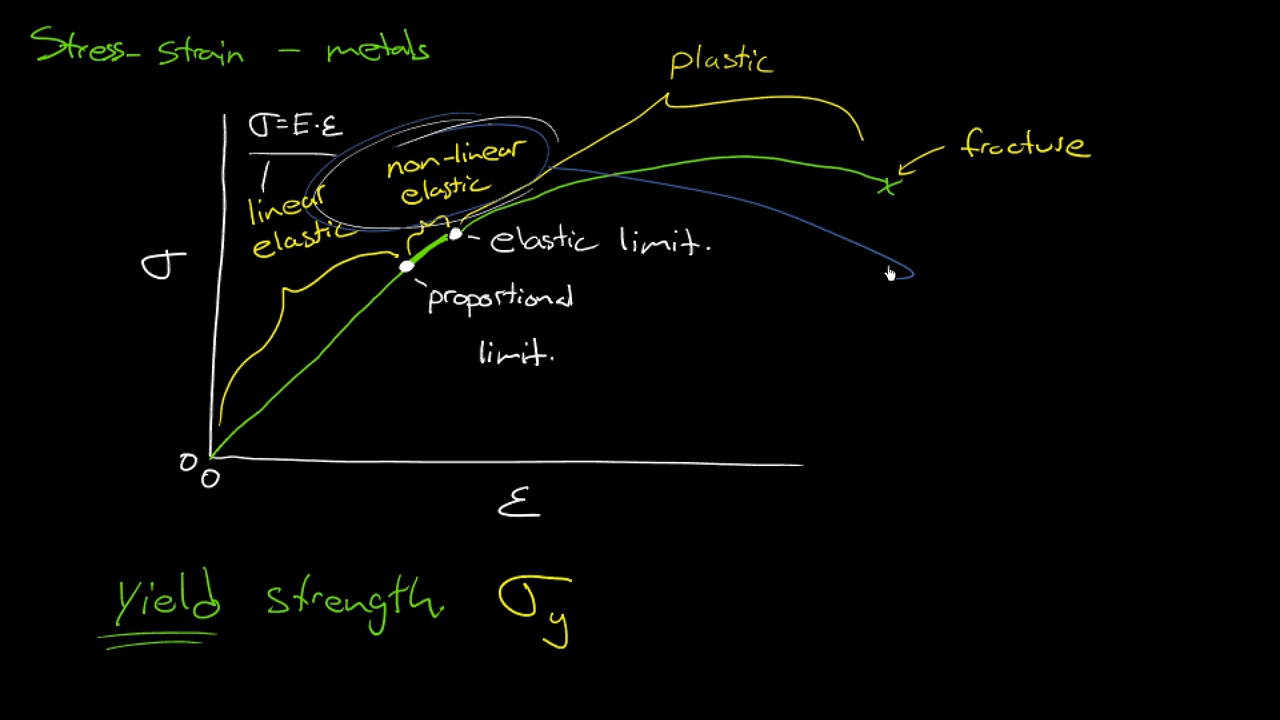 Stress-strain - metals
plastic
σ=E·ε
fracture
non-linear
elastic
linear
elastic
elastic limit.
σ
proportional
limit.
0
0
ε
Yield strength. σy